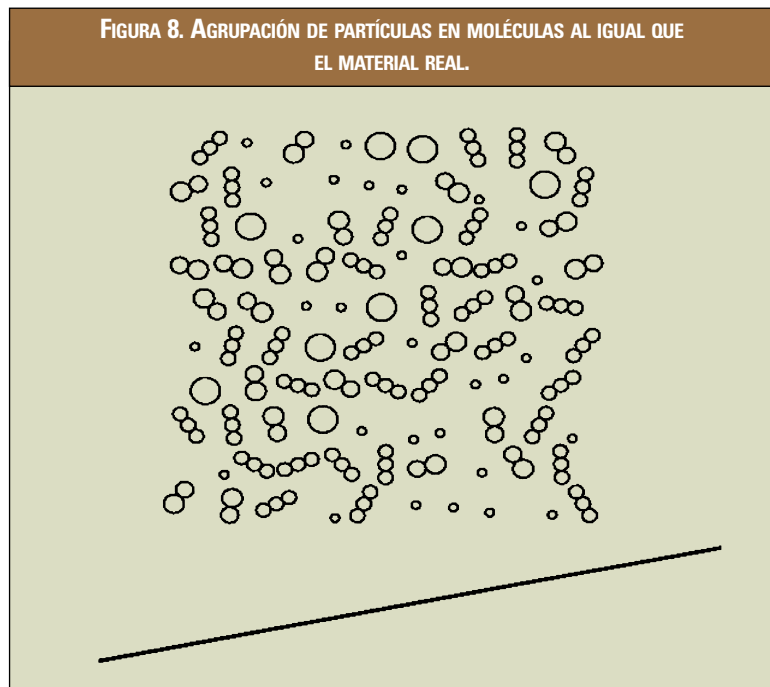 FIGURA 8. AGRUPACIÓN DE PARTÍCULAS EN MOLÉCULAS AL IGUAL QUE
EL MATERIAL REAL.